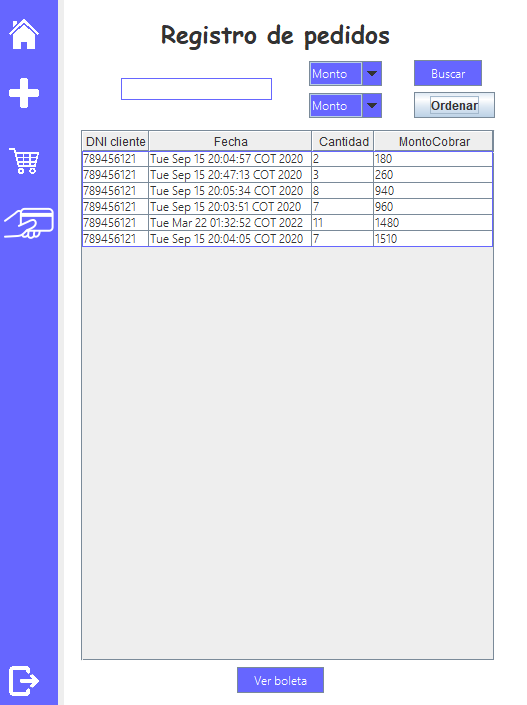 Registro de pedidos
Monto Buscar
Monto Ordenar
DNI cliente Fecha Cantidad MontoCobrar
789456121 Tue Sep 15 20:04:57 COT 2020 2 180
789456121 Tue Sep 15 20:47:13 COT 2020 3 260
789456121 Tue Sep 15 20:05:34 COT 2020 8 940
789456121 Tue Sep 15 20:03:51 COT 2020 7 960
789456121 Tue Mar 22 01:32:52 COT 2022 11 1480
789456121 Tue Sep 15 20:04:05 COT 2020 7 1510
Ver boleta